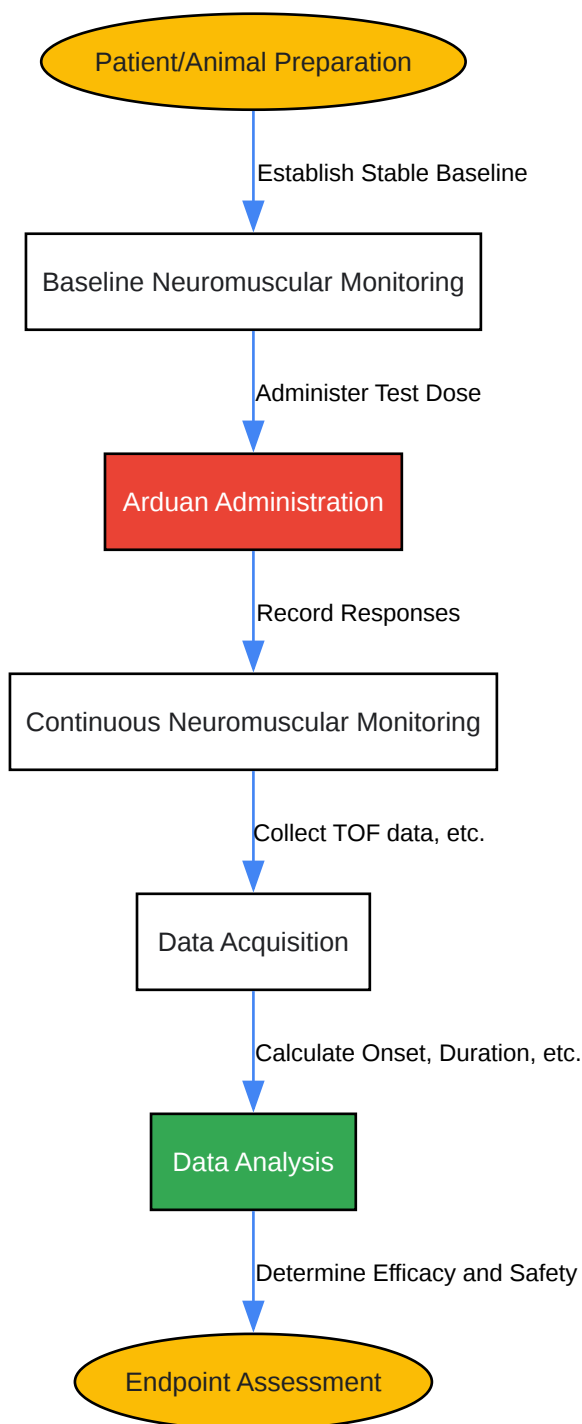 Patient/Animal Preparation
Establish Stable Baseline
Baseline Neuromuscular Monitoring
Administer Test Dose
Arduan Administration
Record Responses
Continuous Neuromuscular Monitoring
Collect TOF data, etc.
Data Acquisition
Calculate Onset, Duration, etc.
Data Analysis
Determine Efficacy and Safety
Endpoint Assessment